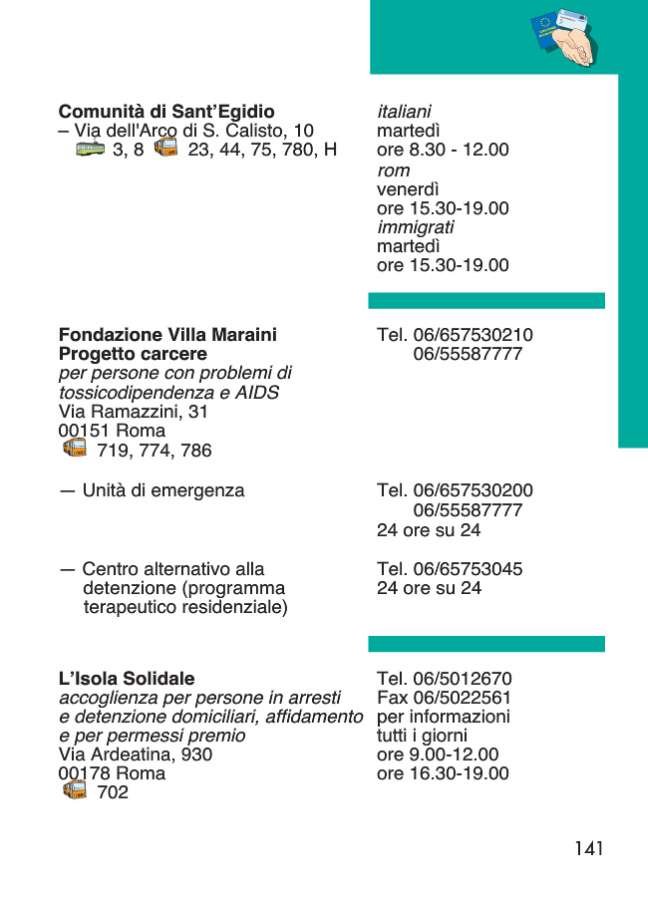 Comunità di Sant’Egidio
– Via dell'Arco di S. Calisto, 10
3, 8 23, 44, 75, 780, H
italiani
martedì
ore 8.30 - 12.00
rom
venerdì
ore 15.30-19.00
immigrati
martedì
ore 15.30-19.00
Fondazione Villa Maraini
Progetto carcere
per persone con problemi di
tossicodipendenza e AIDS
Via Ramazzini, 31
00151 Roma
719, 774, 786
Tel. 06/657530210
06/55587777
— Unità di emergenza
Tel. 06/657530200
06/55587777
24 ore su 24
— Centro alternativo alla
detenzione (programma
terapeutico residenziale)
Tel. 06/65753045
24 ore su 24
L’Isola Solidale
accoglienza per persone in arresti
e detenzione domiciliari, affidamento
e per permessi premio
Via Ardeatina, 930
00178 Roma
702
Tel. 06/5012670
Fax 06/5022561
per informazioni
tutti i giorni
ore 9.00-12.00
ore 16.30-19.00
141